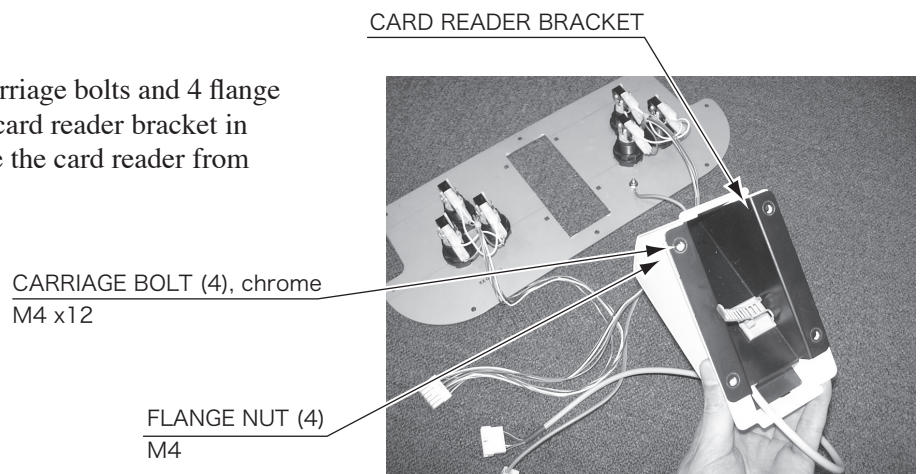 CARD READER BRACKET
rriage bolts and 4 flange
card reader bracket in
e the card reader from
CARRIAGE BOLT (4), chrome
M4 x12
FLANGE NUT (4)
M4